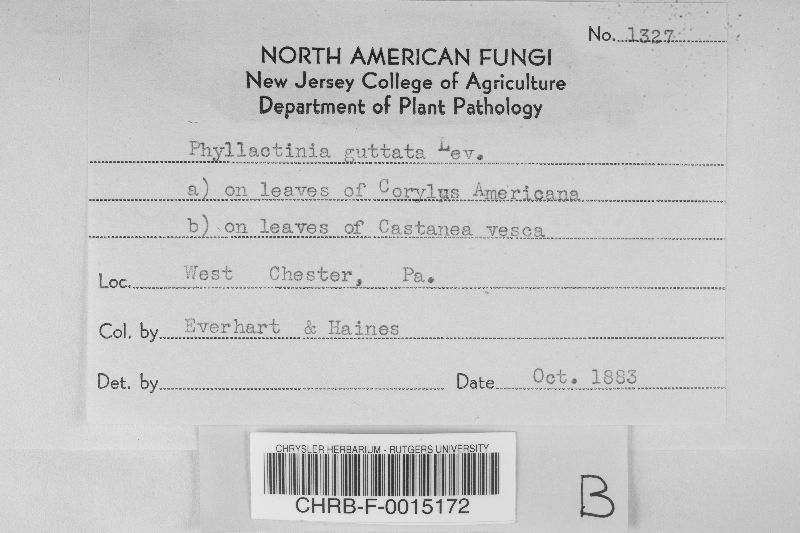 No. 1327
NORTH AMERICAN FUNGI
New Jersey College of Agriculture
Department of Plant Pathology
Phyllactinia guttata Lev.
a) on leaves of Corylus Americana
b) on leaves of Castanea vesca
Loc. West Chester, Pa.
Col. by Everhart & Haines
Det. by Date Oct. 1883
CHRYSLER HERBARIUM - RUTGERS UNIVERSITY
CHRB-F-0015172
B